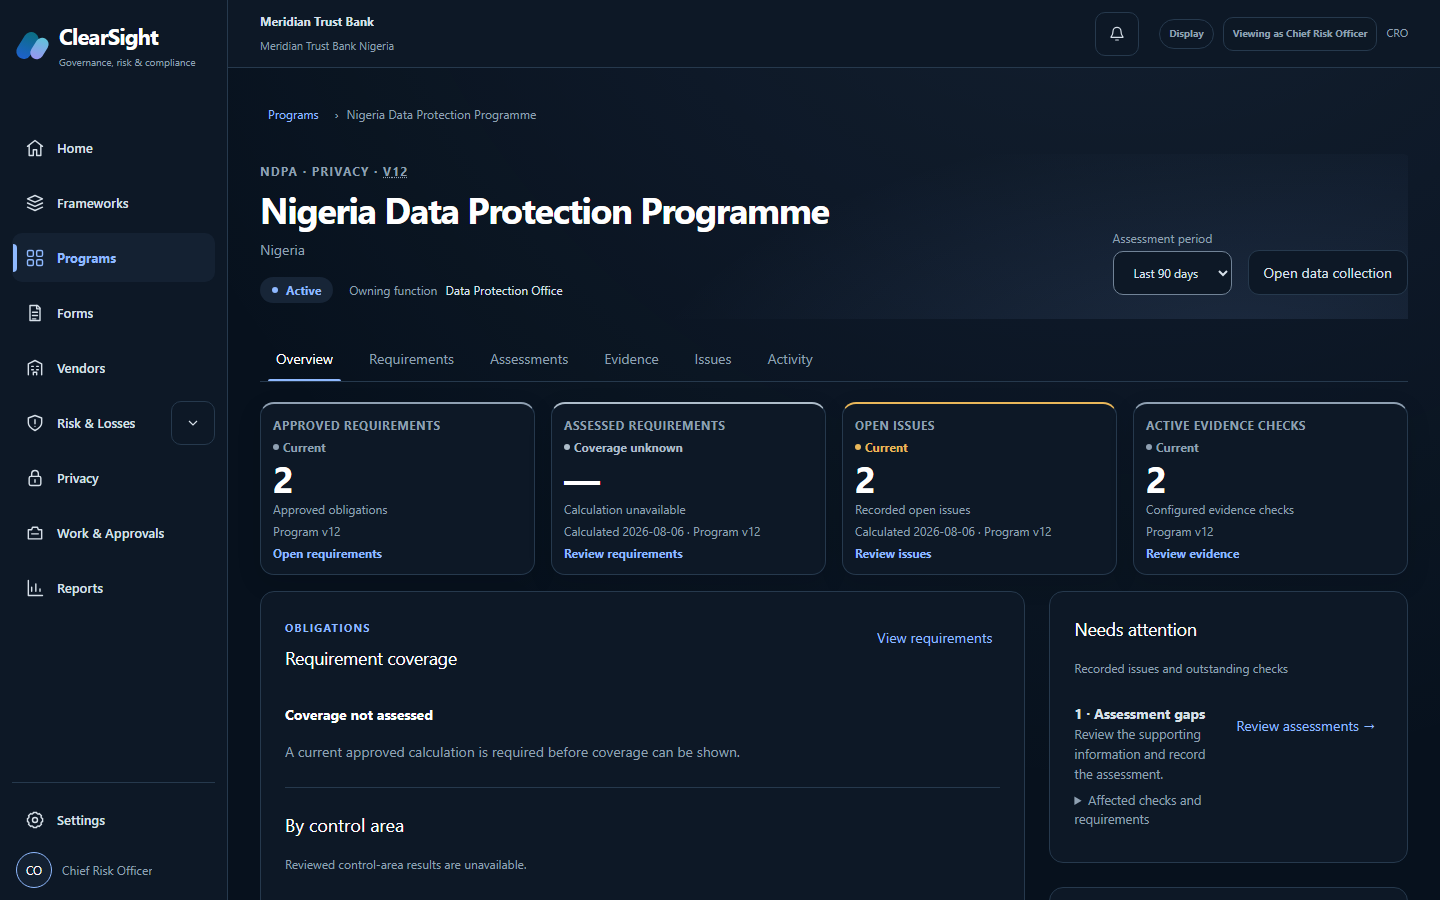 ClearSight
Governance, risk & compliance
Home
Frameworks
Programs
Forms
Vendors
Risk & Losses
Privacy
Work & Approvals
Reports
Settings
CO
Chief Risk Officer
Meridian Trust Bank
Meridian Trust Bank Nigeria
Display
Viewing as Chief Risk Officer
CRO
Programs › Nigeria Data Protection Programme
NDPA · PRIVACY · V12
Nigeria Data Protection Programme
Nigeria
Active
Owning function Data Protection Office
Assessment period
Last 90 days
Open data collection
Overview
Requirements
Assessments
Evidence
Issues
Activity
APPROVED REQUIREMENTS
Current
2
Approved obligations
Program v12
Open requirements
ASSESSED REQUIREMENTS
Coverage unknown
—
Calculation unavailable
Calculated 2026-08-06 · Program v12
Review requirements
OPEN ISSUES
Current
2
Recorded open issues
Calculated 2026-08-06 · Program v12
Review issues
ACTIVE EVIDENCE CHECKS
Current
2
Configured evidence checks
Program v12
Review evidence
OBLIGATIONS
Requirement coverage
View requirements
Coverage not assessed
A current approved calculation is required before coverage can be shown.
By control area
Reviewed control-area results are unavailable.
Needs attention
Recorded issues and outstanding checks
1 · Assessment gaps
Review the supporting
information and record
the assessment.
Review assessments →
Affected checks and
requirements